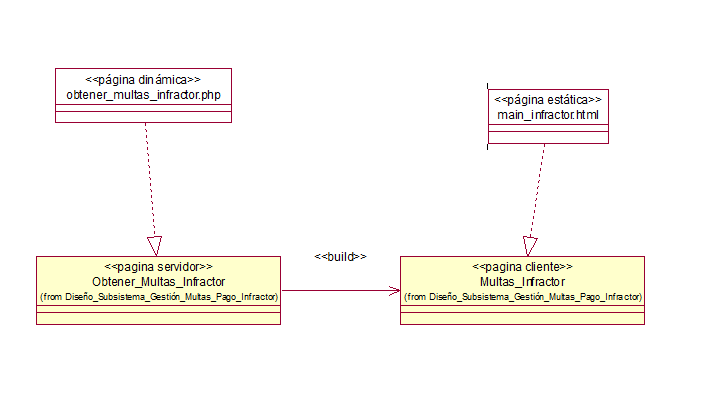 <<página dinámica>>
obtener_multas_infractor.php
<<página estática>>
main_infractor.html
<<pagina servidor>>
Obtener_Multas_Infractor
(from Diseño_Subsistema_Gestión_Multas_Pago_Infractor)
<<build>>
<<pagina cliente>>
Multas_Infractor
(from Diseño_Subsistema_Gestión_Multas_Pago_Infractor)